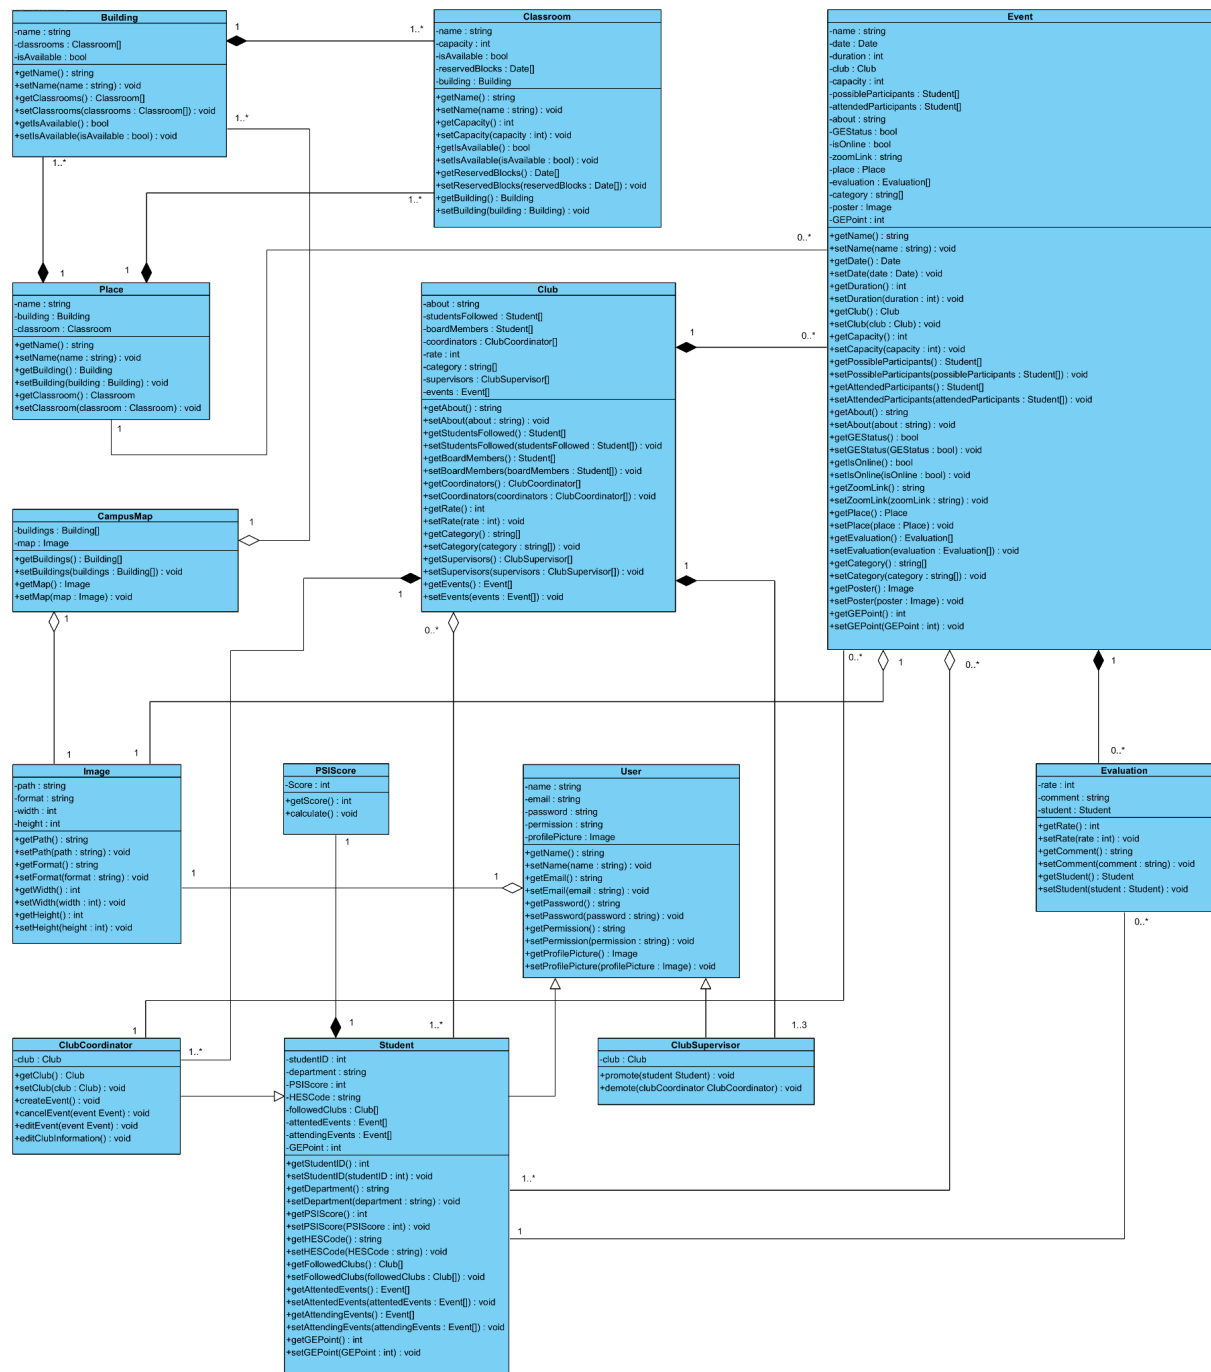 Building
-name : string
-classrooms : Classroom[]
-isAvailable : bool
+getName() : string
+setName(name : string) : void
+getClassrooms() : Classroom[]
+setClassrooms(classrooms : Classroom[]) : void
+getIsAvailable() : bool
+setIsAvailable(isAvailable : bool) : void
1
1..*
1..*
1..*
Classroom
-name : string
-capacity : int
-isAvailable : bool
-reservedBlocks : Date[]
-building : Building
+getName() : string
+setName(name : string) : void
+getCapacity() : int
+setCapacity(capacity : int) : void
+getIsAvailable() : bool
+setIsAvailable(isAvailable : bool) : void
+getReservedBlocks() : Date[]
+setReservedBlocks(reservedBlocks : Date[]) : void
+getBuilding() : Building
+setBuilding(building : Building) : void
1..*
Event
-name : string
-date : Date
-duration : int
-club : Club
-capacity : int
-possibleParticipants : Student[]
-attendedParticipants : Student[]
-about : string
-GEStatus : bool
-isOnline : bool
-zoomLink : string
-place : Place
-evaluation : Evaluation[]
-category : string[]
-poster : Image
-GEPoint : int
+getName() : string
+setName(name : string) : void
+getDate() : Date
+setDate(date : Date) : void
+getDuration() : int
+setDuration(duration : int) : void
+getClub() : Club
+setClub(club : Club) : void
+getCapacity() : int
+setCapacity(capacity : int) : void
+getPossibleParticipants() : Student[]
+setPossibleParticipants(possibleParticipants : Student[]) : void
+getAttendedParticipants() : Student[]
+setAttendedParticipants(attendedParticipants : Student[]) : void
+getAbout() : string
+setAbout(about : string) : void
+getGEStatus() : bool
+setGEStatus(GEStatus : bool) : void
+getIsOnline() : bool
+setIsOnline(isOnline : bool) : void
+getZoomLink() : string
+setZoomLink(zoomLink : string) : void
+getPlace() : Place
+setPlace(place : Place) : void
+getEvaluation() : Evaluation[]
+setEvaluation(evaluation : Evaluation[]) : void
+getCategory() : string[]
+setCategory(category : string[]) : void
+getPoster() : Image
+setPoster(poster : Image) : void
+getGEPoint() : int
+setGEPoint(GEPoint : int) : void
0..*
0..*
0..*
1
0..*
1
1
1
Place
-name : string
-building : Building
-classroom : Classroom
+getName() : string
+setName(name : string) : void
+getBuilding() : Building
+setBuilding(building : Building) : void
+getClassroom() : Classroom
+setClassroom(classroom : Classroom) : void
1
Club
-about : string
-studentsFollowed : Student[]
-boardMembers : Student[]
-coordinators : ClubCoordinator[]
-rate : int
-category : string[]
-supervisors : ClubSupervisor[]
-events : Event[]
+getAbout() : string
+setAbout(about : string) : void
+getStudentsFollowed() : Student[]
+setStudentsFollowed(studentsFollowed : Student[]) : void
+getBoardMembers() : Student[]
+setBoardMembers(boardMembers : Student[]) : void
+getCoordinators() : ClubCoordinator[]
+setCoordinators(coordinators : ClubCoordinator[]) : void
+getRate() : int
+setRate(rate : int) : void
+getCategory() : string[]
+setCategory(category : string[]) : void
+getSupervisors() : ClubSupervisor[]
+setSupervisors(supervisors : ClubSupervisor[]) : void
+getEvents() : Event[]
+setEvents(events : Event[]) : void
1
1
1
0..*
CampusMap
-buildings : Building[]
-map : Image
+getBuildings() : Building[]
+setBuildings(buildings : Building[]) : void
+getMap() : Image
+setMap(map : Image) : void
1
1
1
1
Image
-path : string
-format : string
-width : int
-height : int
+getPath() : string
+setPath(path : string) : void
+getFormat() : string
+setFormat(format : string) : void
+getWidth() : int
+setWidth(width : int) : void
+getHeight() : int
+setHeight(height : int) : void
1
PSIScore
-Score : int
+getScore() : int
+calculate() : void
1
User
-name : string
-email : string
-password : string
-permission : string
-profilePicture : Image
+getName() : string
+setName(name : string) : void
+getEmail() : string
+setEmail(email : string) : void
+getPassword() : string
+setPassword(password : string) : void
+getPermission() : string
+setPermission(permission : string) : void
+getProfilePicture() : Image
+setProfilePicture(profilePicture : Image) : void
1
0..*
Evaluation
-rate : int
-comment : string
-student : Student
+getRate() : int
+setRate(rate : int) : void
+getComment() : string
+setComment(comment : string) : void
+getStudent() : Student
+setStudent(student : Student) : void
0..*
1
1..*
ClubCoordinator
-club : Club
+getClub() : Club
+setClub(club : Club) : void
+createEvent() : void
+cancelEvent(event Event) : void
+editEvent(event Event) : void
+editClubInformation() : void
1
1..*
Student
-studentID : int
-department : string
-PSIScore : int
-HESCode : string
-followedClubs : Club[]
-attentedEvents : Event[]
-attendingEvents : Event[]
-GEPoint : int
+getStudentID() : int
+setStudentID(studentID : int) : void
+getDepartment() : string
+setDepartment(department : string) : void
+getPSIScore() : int
+setPSIScore(PSIScore : int) : void
+getHESCode() : string
+setHESCode(HESCode : string) : void
+getFollowedClubs() : Club[]
+setFollowedClubs(followedClubs : Club[]) : void
+getAttentedEvents() : Event[]
+setAttentedEvents(attentedEvents : Event[]) : void
+getAttendingEvents() : Event[]
+setAttendingEvents(attendingEvents : Event[]) : void
+getGEPoint() : int
+setGEPoint(GEPoint : int) : void
1..*
1
1..3
ClubSupervisor
-club : Club
+promote(student Student) : void
+demote(clubCoordinator ClubCoordinator) : void